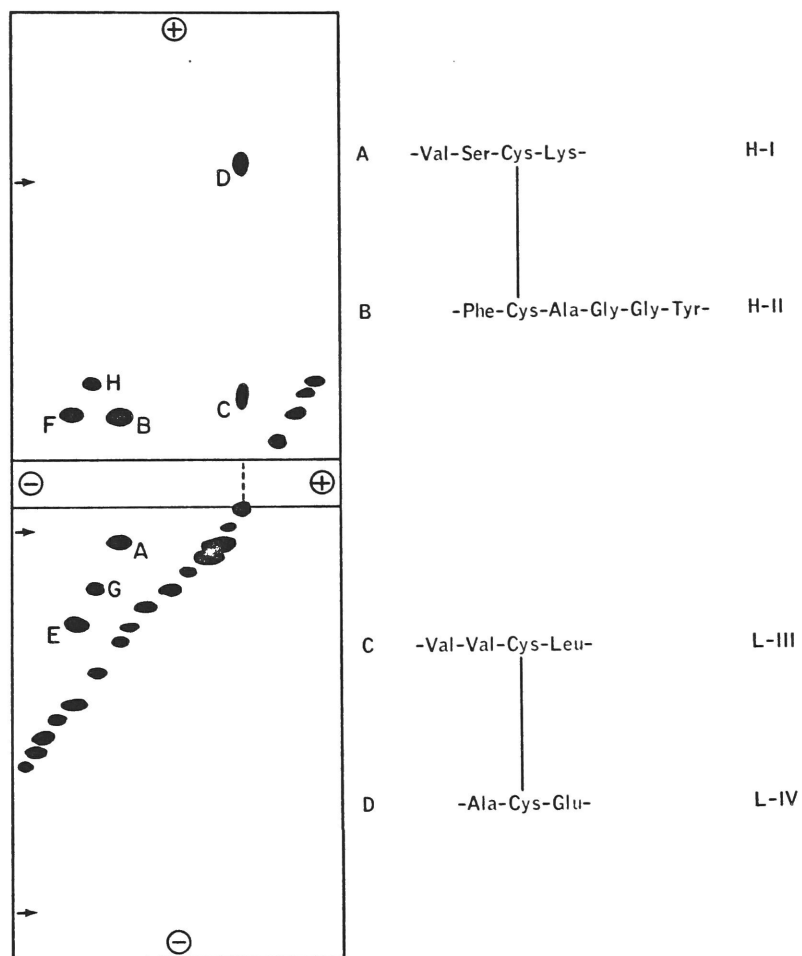 +
D
H
F
B
C
−
+
A
G
E
−
A -Val-Ser-Cys-Lys- H-I
B -Phe-Cys-Ala-Gly-Gly-Tyr- H-II
C -Val-Val-Cys-Leu- L-III
D -Ala-Cys-Glu- L-IV